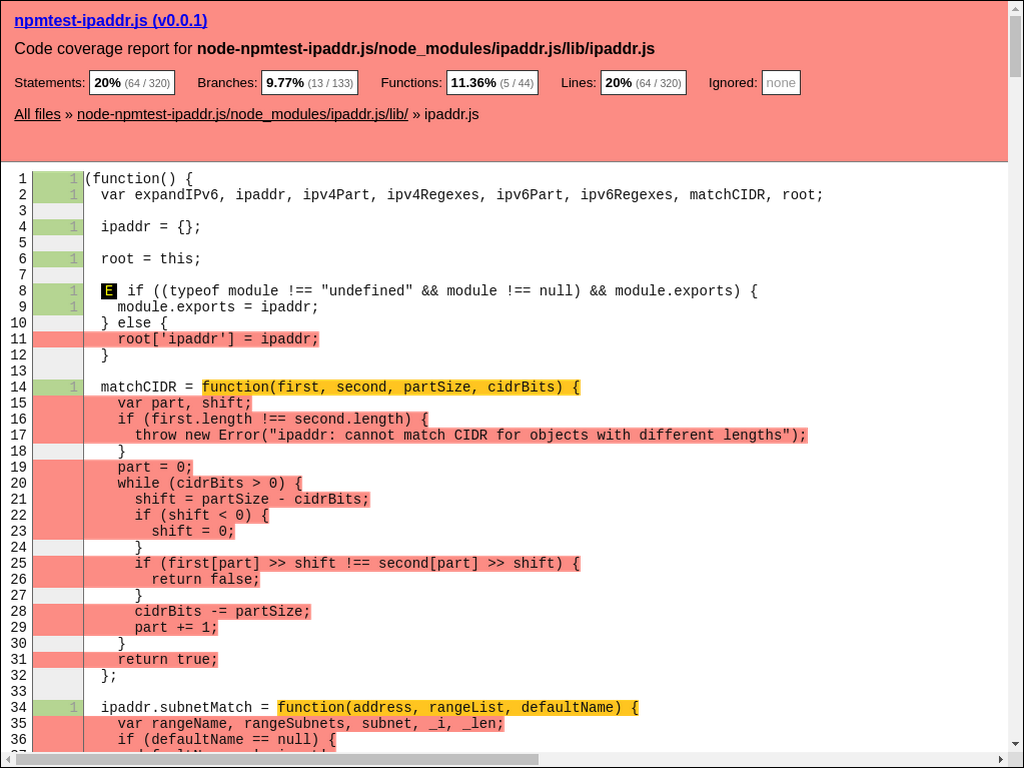 npmtest-ipaddr.js (v0.0.1)
Code coverage report for node-npmtest-ipaddr.js/node_modules/ipaddr.js/lib/ipaddr.js
Statements: 20% (64 / 320) Branches: 9.77% (13 / 133) Functions: 11.36% (5 / 44) Lines: 20% (64 / 320) Ignored: none
All files » node-npmtest-ipaddr.js/node_modules/ipaddr.js/lib/ » ipaddr.js
1 1 (function() {
2 1 var expandIPv6, ipaddr, ipv4Part, ipv4Regexes, ipv6Part, ipv6Regexes, matchCIDR, root;
3
4 1 ipaddr = {};
5
6 1 root = this;
7
8 1 E if ((typeof module !== "undefined" && module !== null) && module.exports) {
9 1 module.exports = ipaddr;
10 } else {
11 root['ipaddr'] = ipaddr;
12 }
13
14 1 matchCIDR = function(first, second, partSize, cidrBits) {
15 var part, shift;
16 if (first.length !== second.length) {
17 throw new Error("ipaddr: cannot match CIDR for objects with different lengths");
18 }
19 part = 0;
20 while (cidrBits > 0) {
21 shift = partSize - cidrBits;
22 if (shift < 0) {
23 shift = 0;
24 }
25 if (first[part] >> shift !== second[part] >> shift) {
26 return false;
27 }
28 cidrBits -= partSize;
29 part += 1;
30 }
31 return true;
32 };
33
34 1 ipaddr.subnetMatch = function(address, rangeList, defaultName) {
35 var rangeName, rangeSubnets, subnet, _i, _len;
36 if (defaultName == null) {